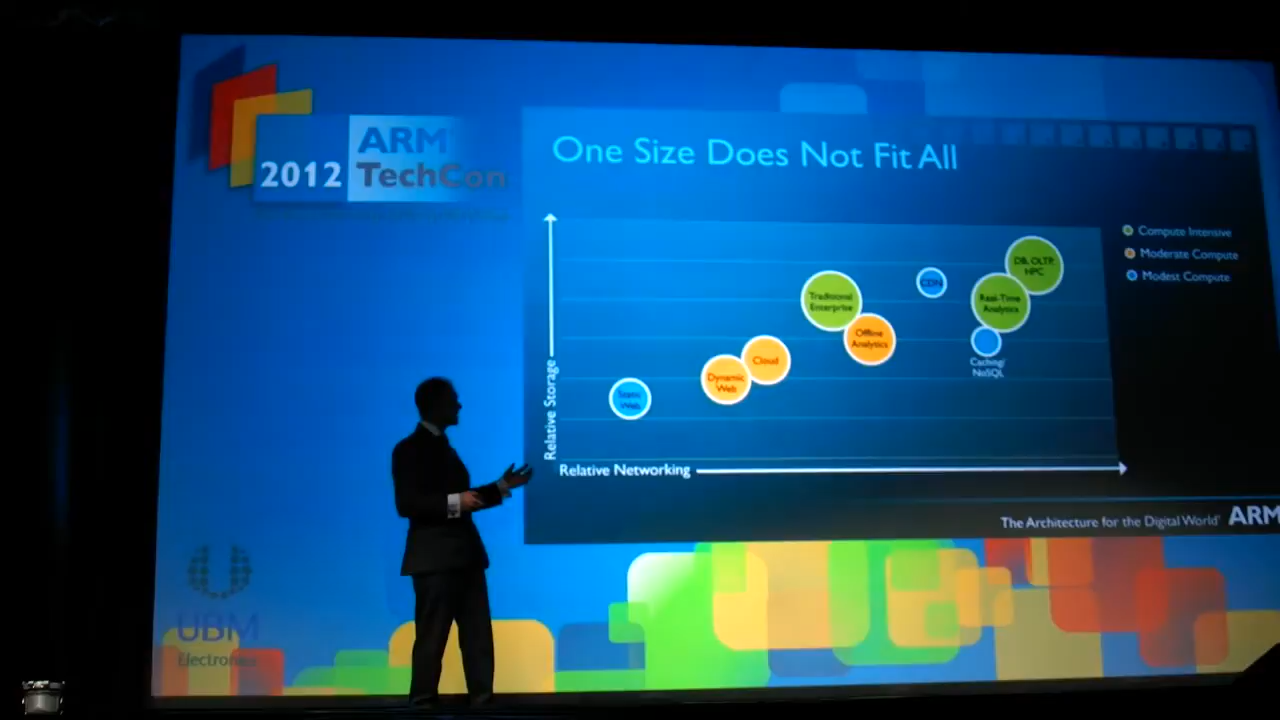 ARM
2012 TechCon
One Size Does Not Fit All
Compute Intensive
Moderate Compute
Modest Compute
DB, OLTP,
HPC
CDN
Traditional
Enterprise
Real-Time
Analytics
Offline
Analytics
Caching/
NoSQL
Cloud
Dynamic
Web
Static
Web
Relative Storage
Relative Networking
The Architecture for the Digital World
ARM
UBM
Electronics